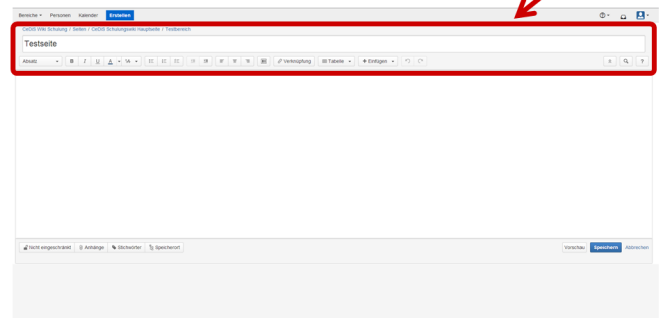 Bereiche Personen Kalender Erstellen
CeDiS Wiki Schulung / Seiten / CeDiS Schulungswiki Hauptseite / Testbereich
Testseite
Absatz B I U A Verknüpfung Tabelle + Einfügen ?
Nicht eingeschränkt Anhänge Stichwörter Speicherort Vorschau Speichern Abbrechen